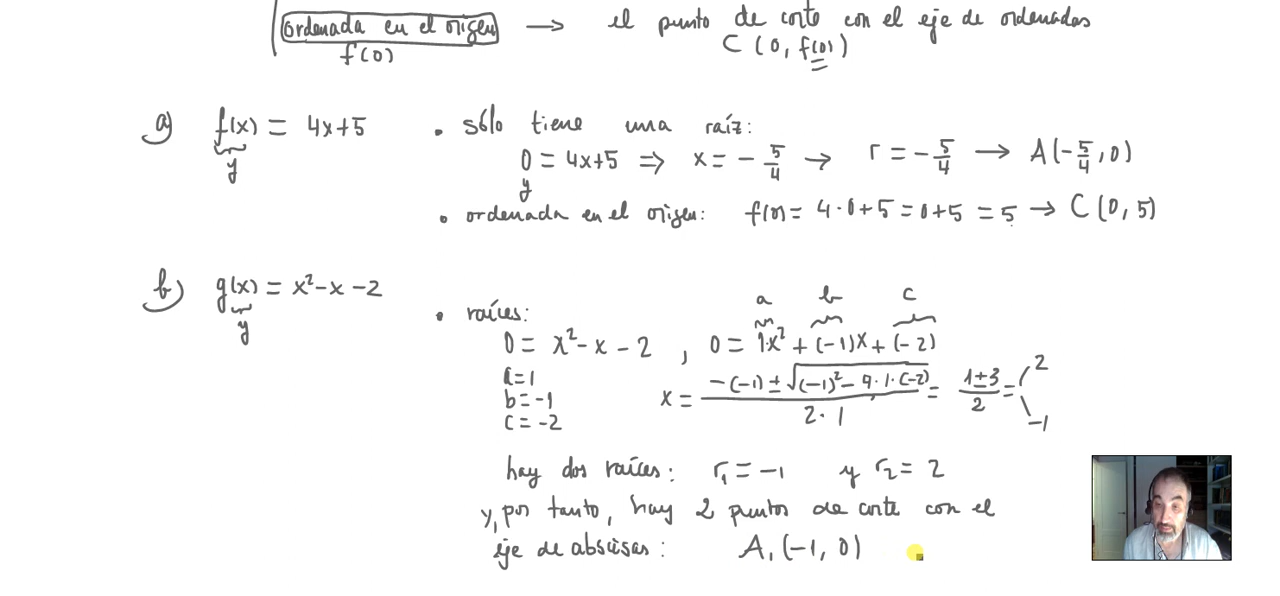 ordenada en el origen → el punto de corte con el eje de ordenadas
f(0) C(0, f(0))
a) f(x) = 4x+5 • sólo tiene una raíz:
y 0 = 4x+5 ⇒ x = -5/4 → r = -5/4 → A(-5/4, 0)
y
• ordenada en el origen: f(0) = 4·0+5 = 0+5 = 5 → C(0, 5)
b) g(x) = x²-x-2
y • raíces: a b c
0 = x²-x-2 , 0 = 1x² + (-1)x + (-2)
a=1
b=-1 x = (-(-1) ± √((-1)²-4·1·(-2)))/(2·1) = (1±3)/2 = 2
c=-2 -1
hay dos raíces: r₁ = -1 y r₂ = 2
y, por tanto, hay 2 puntos de corte con el
eje de abscisas: A₁(-1, 0)